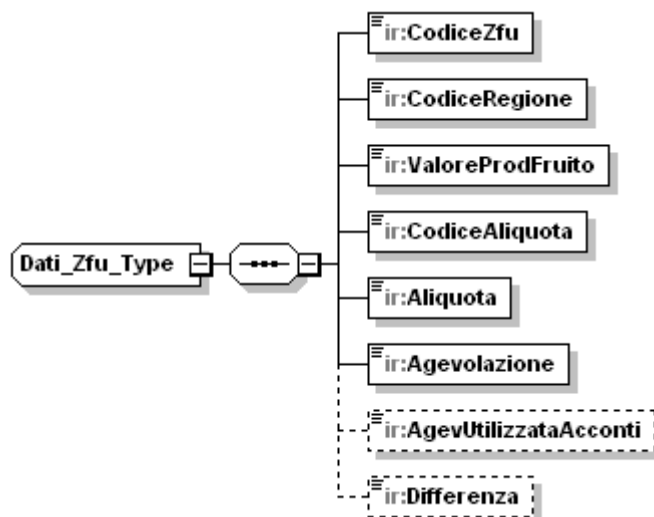 ir:CodiceZfu
ir:CodiceRegione
ir:ValoreProdFruito
ir:CodiceAliquota
Dati_Zfu_Type
ir:Aliquota
ir:Agevolazione
ir:AgevUtilizzataAcconti
ir:Differenza